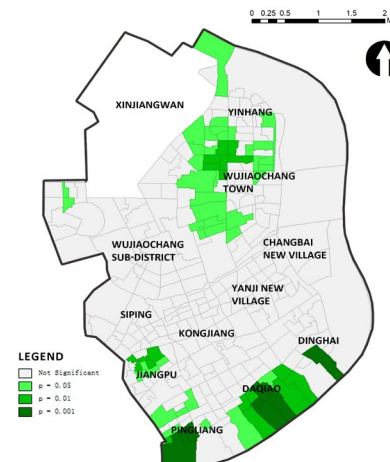 0 0.25 0.5 1 1.5 2
XINJIANGWAN
YINHANG
WUJIAOCHANG
TOWN
WUJIAOCHANG
SUB-DISTRICT
CHANGBAI
NEW VILLAGE
YANJI NEW
VILLAGE
SIPING
KONGJIANG
DINGHAI
JIANGPU
DAQIAO
PINGLIANG
LEGEND
Not Significant
p = 0.05
p = 0.01
p = 0.001